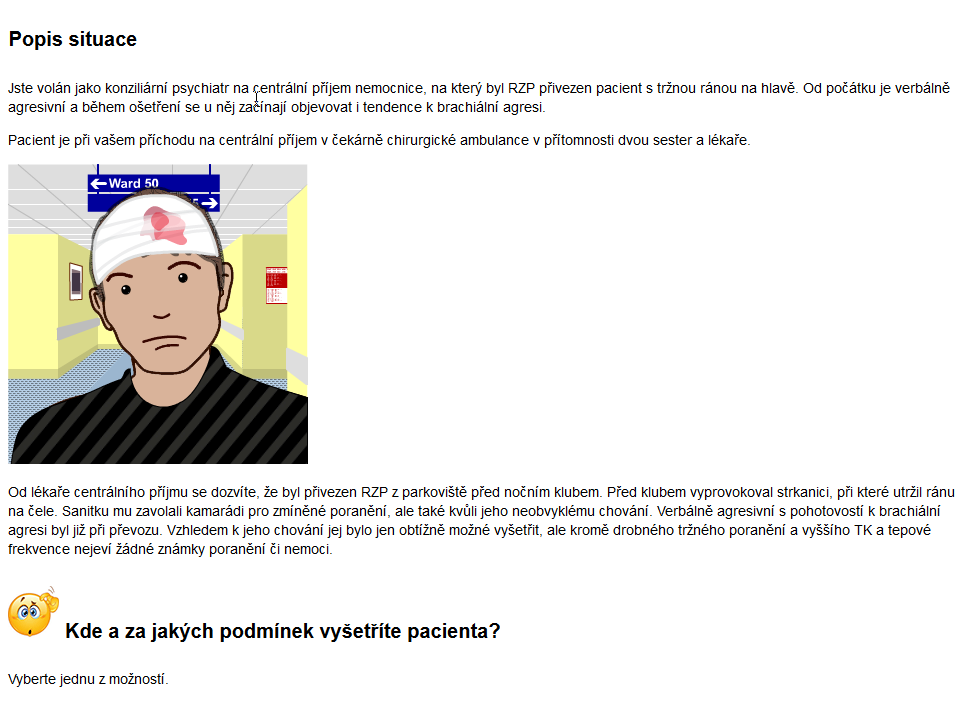 Popis situace
Jste volán jako konziliární psychiatr na centrální příjem nemocnice, na který byl RZP přivezen pacient s tržnou ránou na hlavě. Od počátku je verbálně
agresivní a během ošetření se u něj začínají objevovat i tendence k brachiální agresi.
Pacient je při vašem příchodu na centrální příjem v čekárně chirurgické ambulance v přítomnosti dvou sester a lékaře.
←Ward 50
5→
Od lékaře centrálního příjmu se dozvíte, že byl přivezen RZP z parkoviště před nočním klubem. Před klubem vyprovokoval strkanici, při které utržil ránu
na čele. Sanitku mu zavolali kamarádi pro zmíněné poranění, ale také kvůli jeho neobvyklému chování. Verbálně agresivní s pohotovostí k brachiální
agresi byl již při převozu. Vzhledem k jeho chování jej bylo jen obtížně možné vyšetřit, ale kromě drobného tržného poranění a vyššího TK a tepové
frekvence nejeví žádné známky poranění či nemoci.
Kde a za jakých podmínek vyšetříte pacienta?
Vyberte jednu z možností.